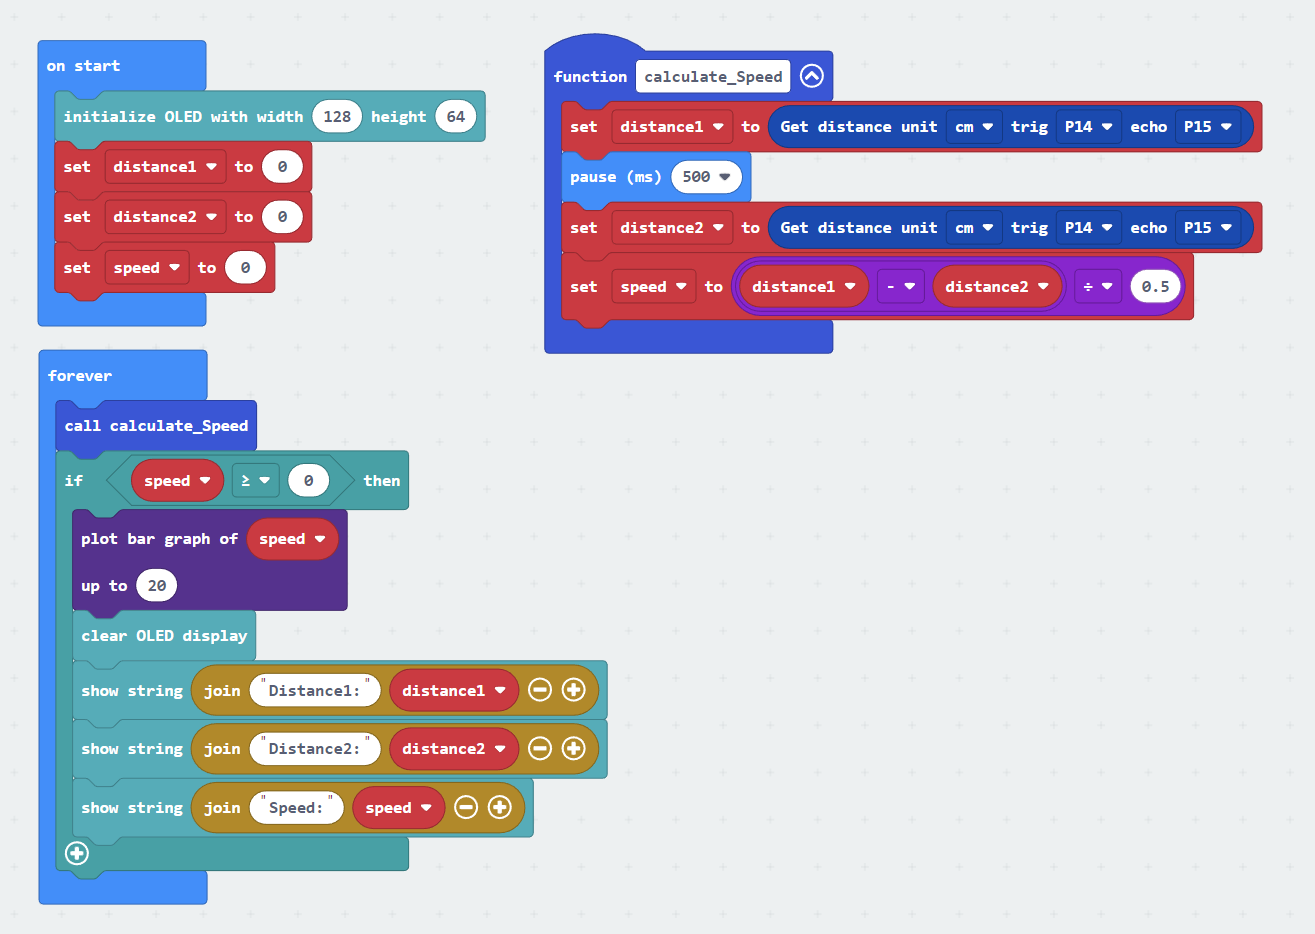 on start
initialize OLED with width 128 height 64
set distance1 to 0
set distance2 to 0
set speed to 0
function calculate_Speed
set distance1 to Get distance unit cm trig P14 echo P15
pause (ms) 500
set distance2 to Get distance unit cm trig P14 echo P15
set speed to distance1 - distance2 ÷ 0.5
forever
call calculate_Speed
if speed ≥ 0 then
plot bar graph of speed
up to 20
clear OLED display
show string join "Distance1:" distance1
show string join "Distance2:" distance2
show string join "Speed:" speed